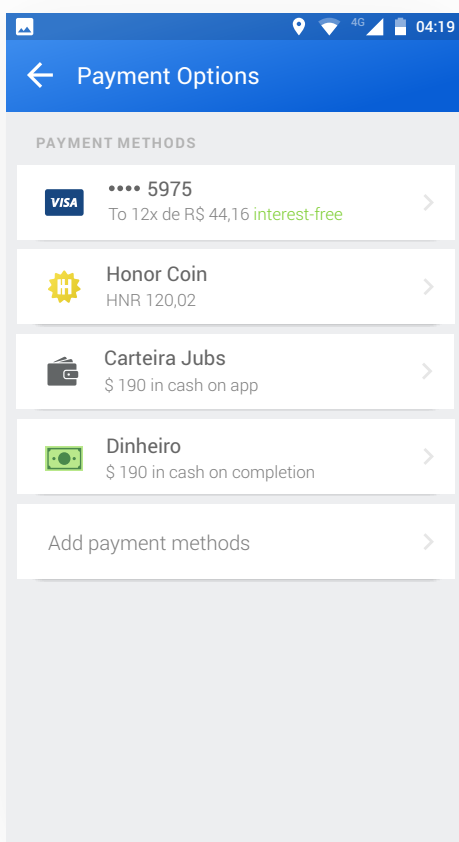 4G 04:19
Payment Options
PAYMENT METHODS
VISA
•••• 5975
To 12x de R$ 44,16 interest-free
Honor Coin
HNR 120,02
Carteira Jubs
$ 190 in cash on app
Dinheiro
$ 190 in cash on completion
Add payment methods